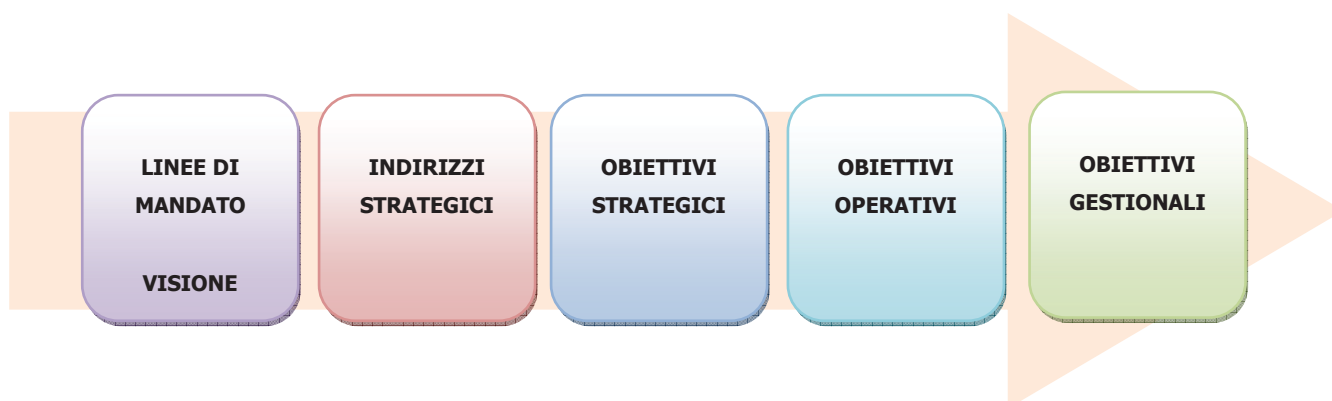 LINEE DI
MANDATO
VISIONE
INDIRIZZI
STRATEGICI
OBIETTIVI
STRATEGICI
OBIETTIVI
OPERATIVI
OBIETTIVI
GESTIONALI